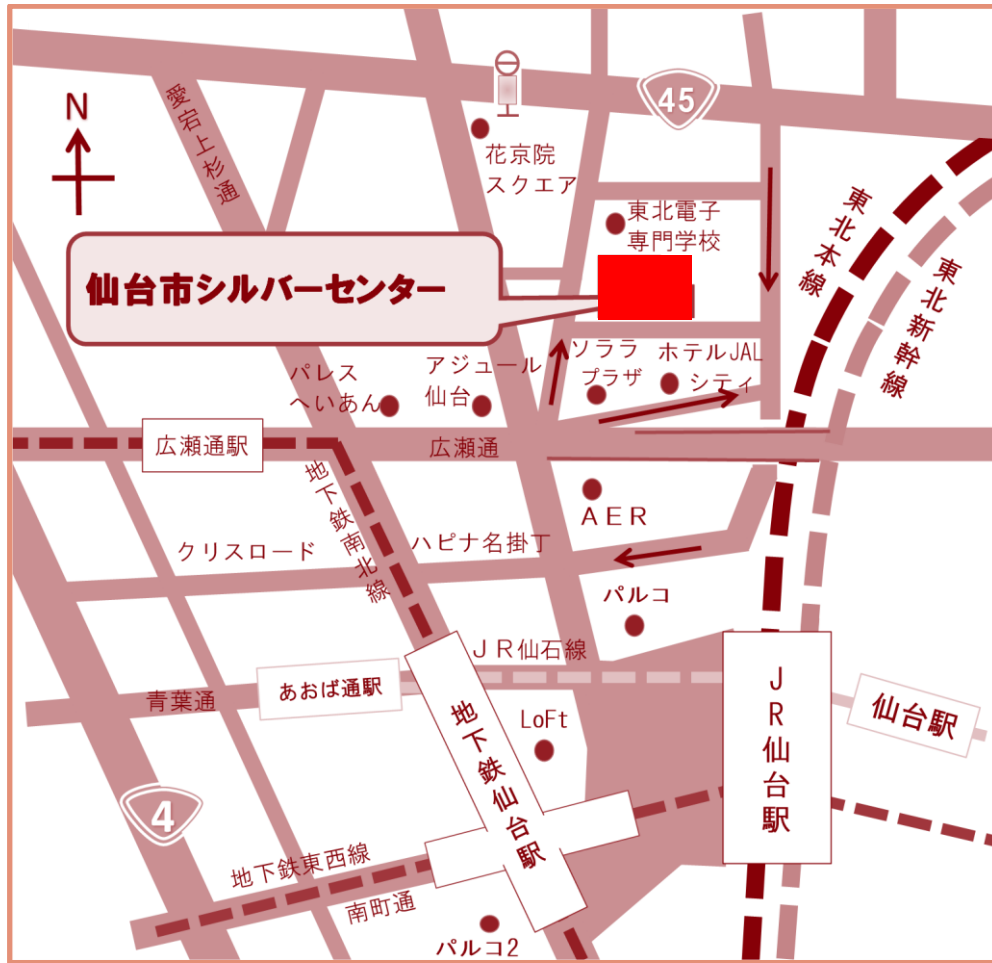 45
N
愛宕上杉通
花京院
スクエア
東北電子
専門学校
東北本線
東北新幹線
仙台市シルバーセンター
パレス
へいあん
アジュール
仙台
ソララ
プラザ
ホテルJAL
シティ
広瀬通駅
広瀬通
地下鉄南北線
AER
クリスロード
ハピナ名掛丁
パルコ
JR仙石線
あおば通駅
青葉通
JR仙台駅
仙台駅
地下鉄仙台駅
LoFt
4
地下鉄東西線
南町通
パルコ2